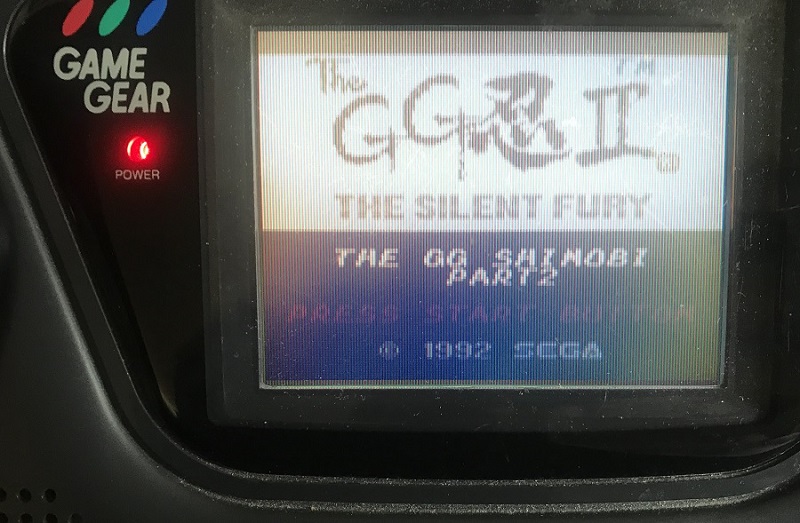 GAME
GEAR
POWER
The GG忍II TM
®
THE SILENT FURY
THE GG SHINOBI
PART2
PRESS START BUTTON
© 1992 SEGA